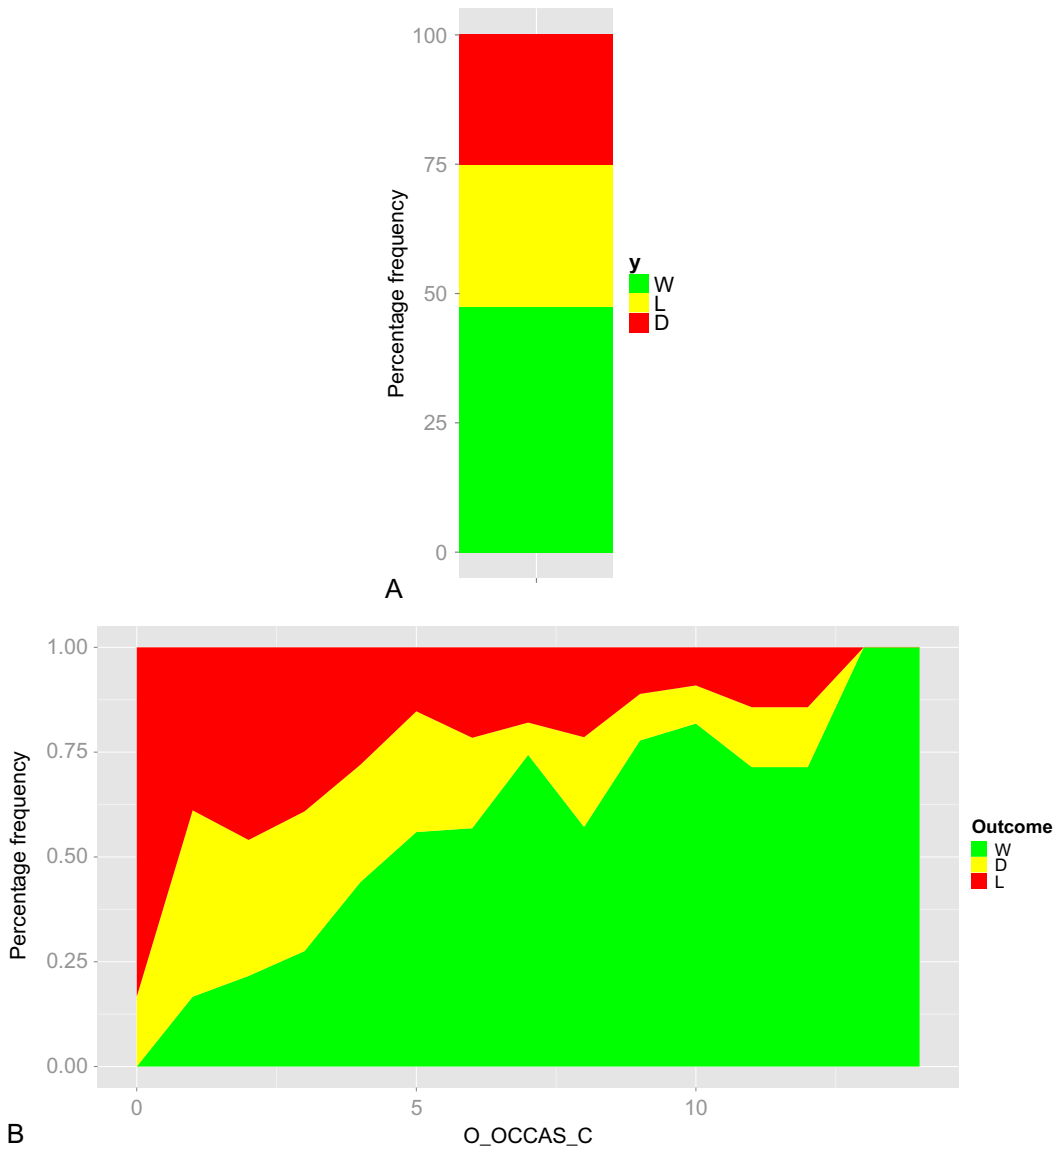 100
75
50
25
0
Percentage frequency
y
W
L
D
A
1.00
0.75
0.50
0.25
0.00
Percentage frequency
0 5 10
O_OCCAS_C
Outcome
W
D
L
B